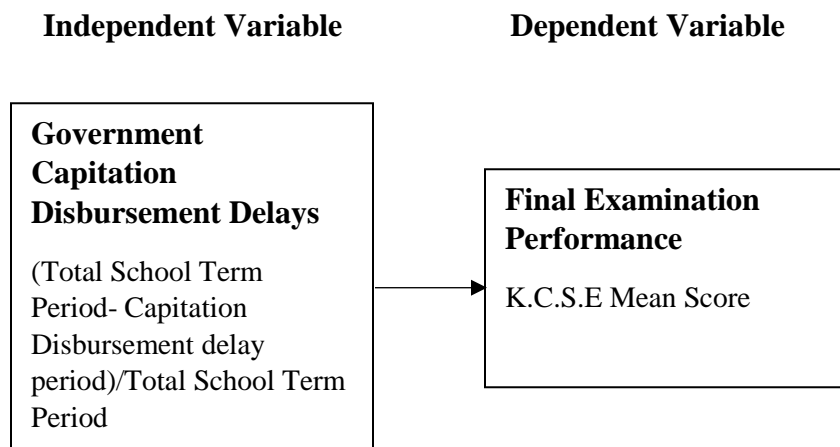 Independent Variable
Dependent Variable
Government
Capitation
Disbursement Delays
(Total School Term
Period- Capitation
Disbursement delay
period)/Total School Term
Period
Final Examination
Performance
K.C.S.E Mean Score